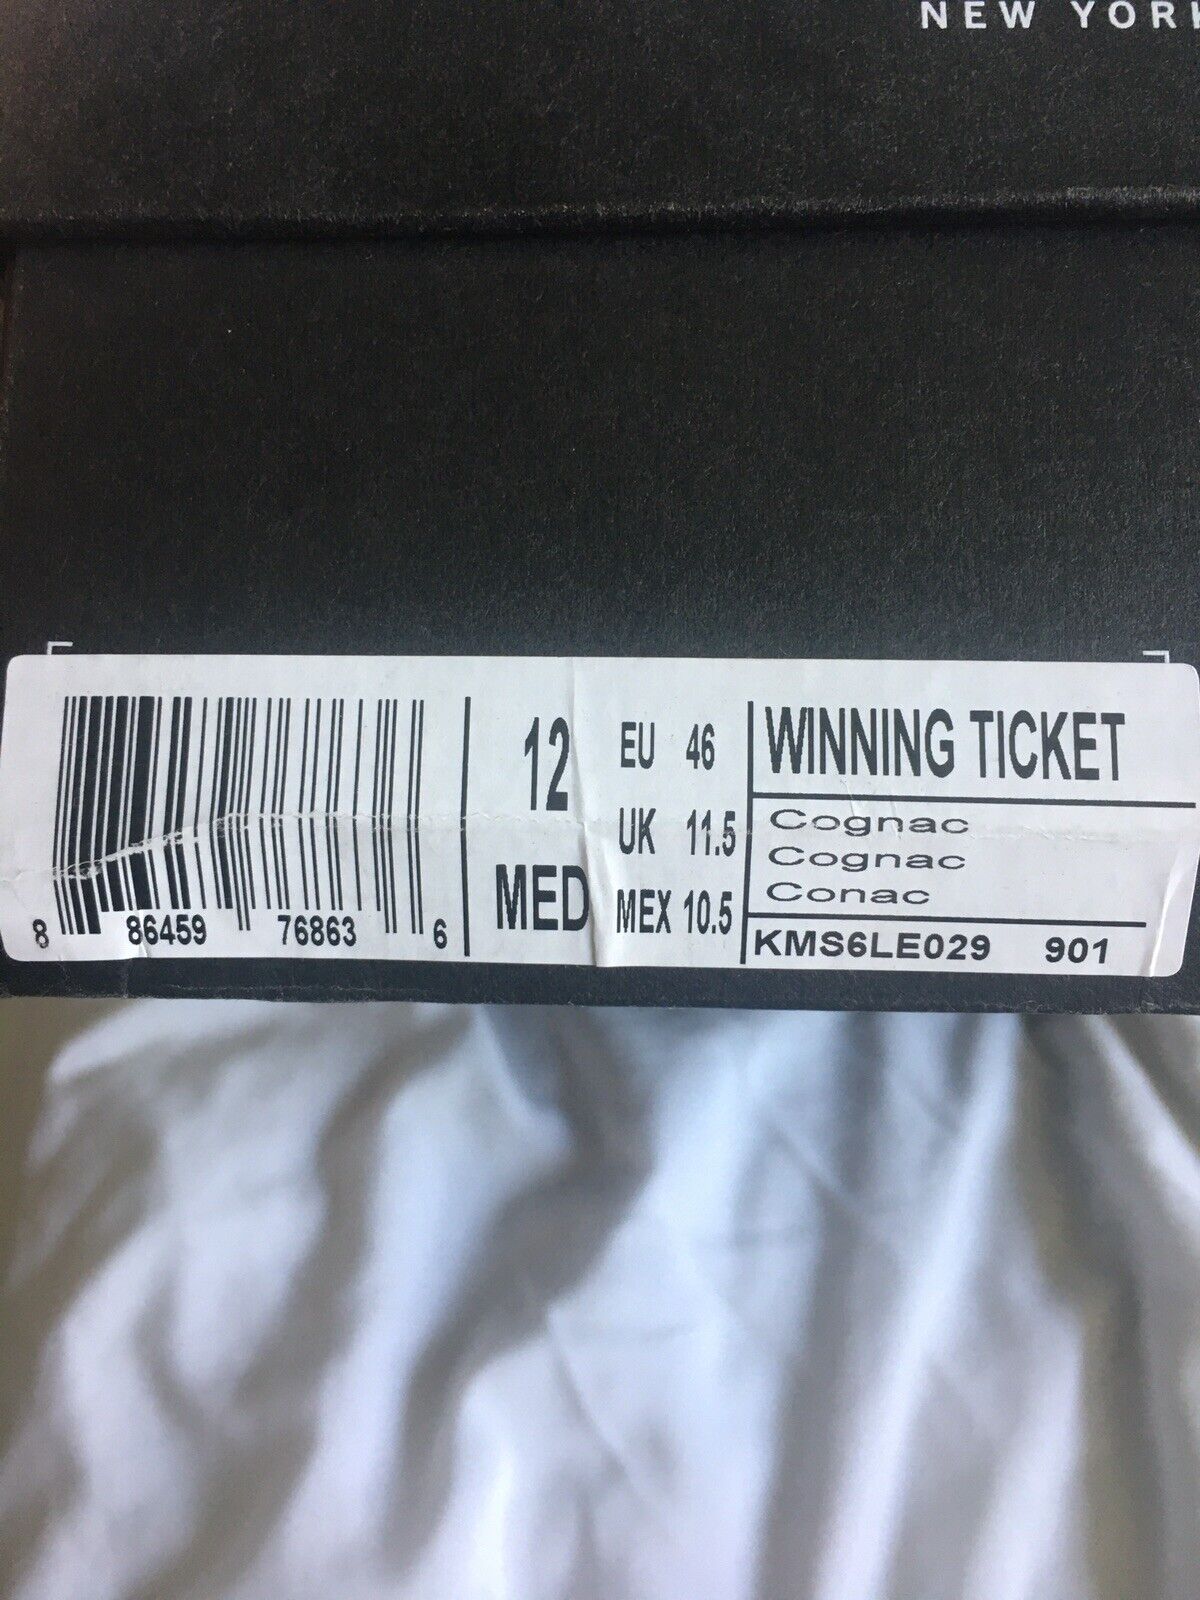 NEW YORK
8 86459 76863 6
12
MED
EU 46
UK 11.5
MEX 10.5
WINNING TICKET
Cognac
Cognac
Conac
KMS6LE029 901